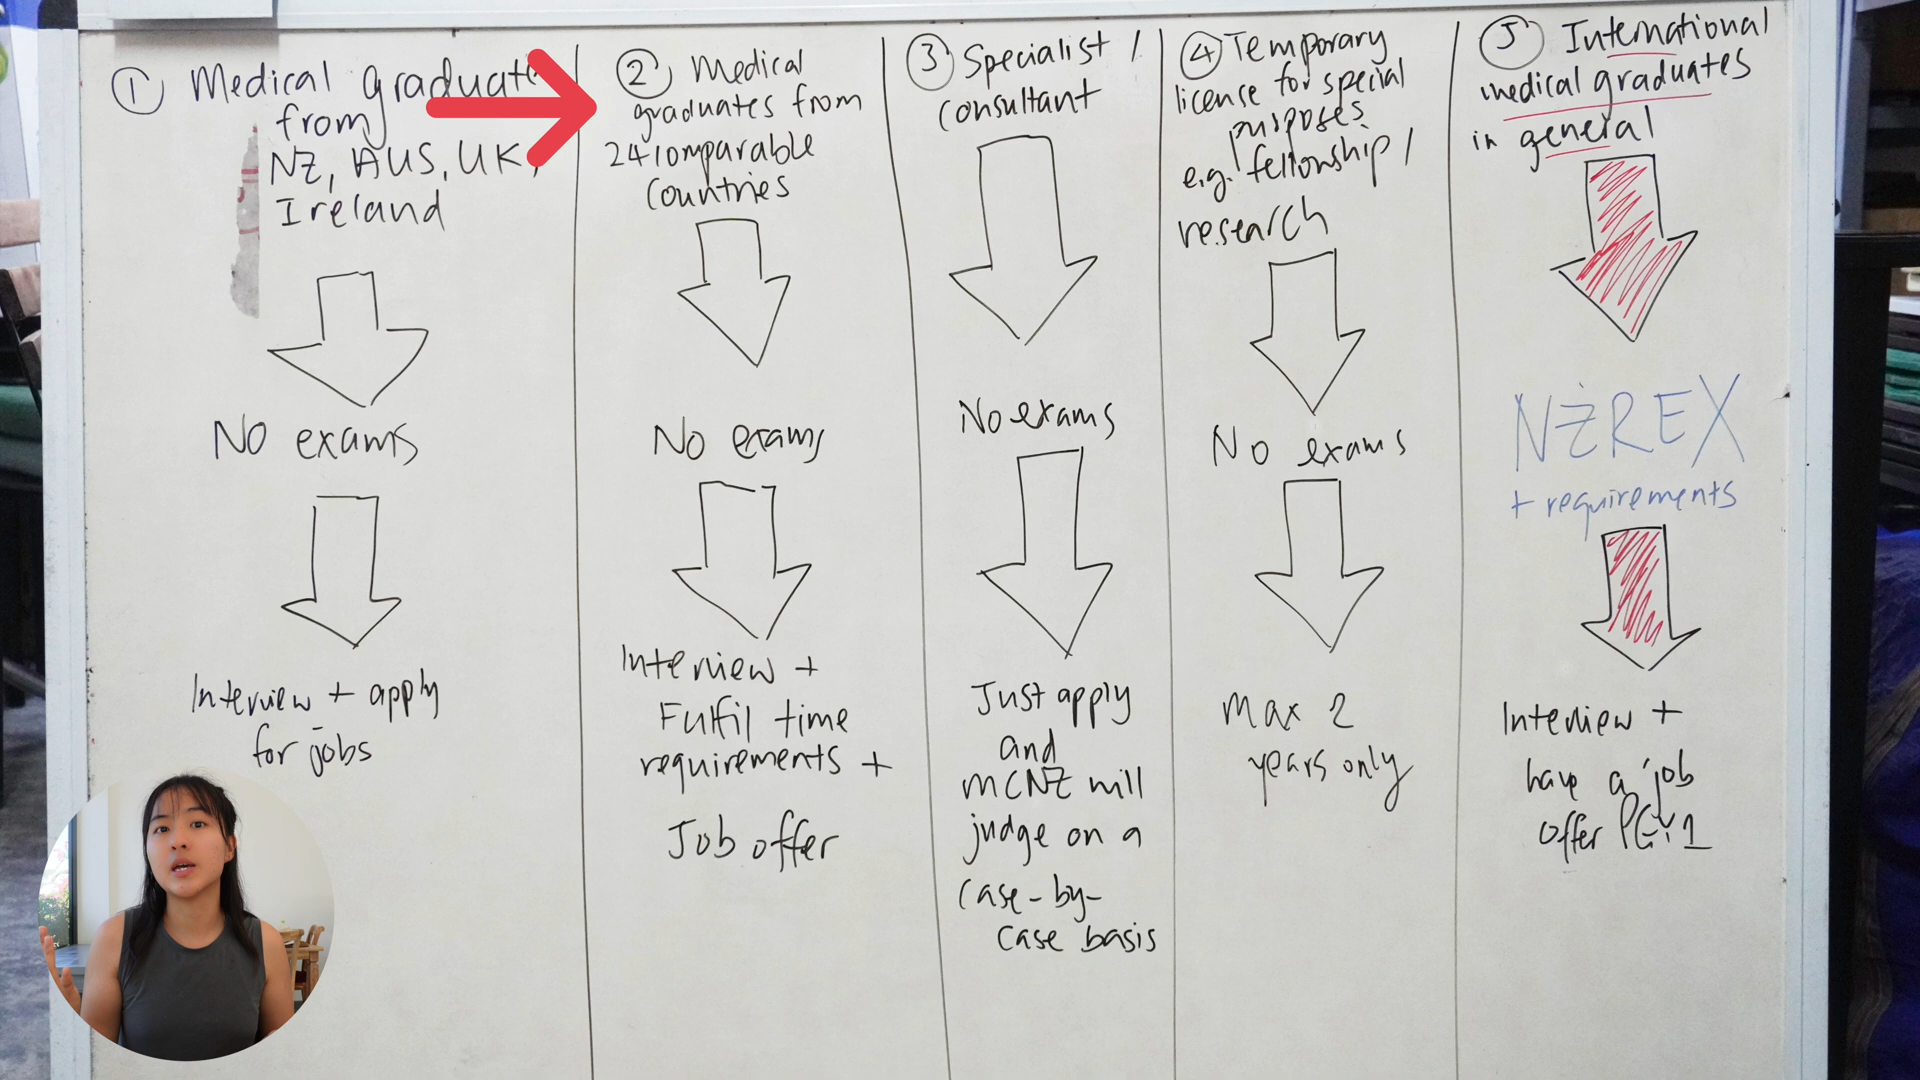 ① Medical graduates
from
NZ, AUS, UK,
Ireland
No exams
Interview + apply
for jobs
② Medical
graduates from
24 comparable
countries
No exams
Interview +
Fulfil time
requirements +
Job offer
③ Specialist /
consultant
No exams
Just apply
and
MCNZ will
judge on a
case-by-
case basis
④ Temporary
license for special
purposes
e.g. fellowship /
research
No exams
Max 2
years only
⑤ International
medical graduates
in general
NZREX
+ requirements
Interview +
have a job
offer PGY1